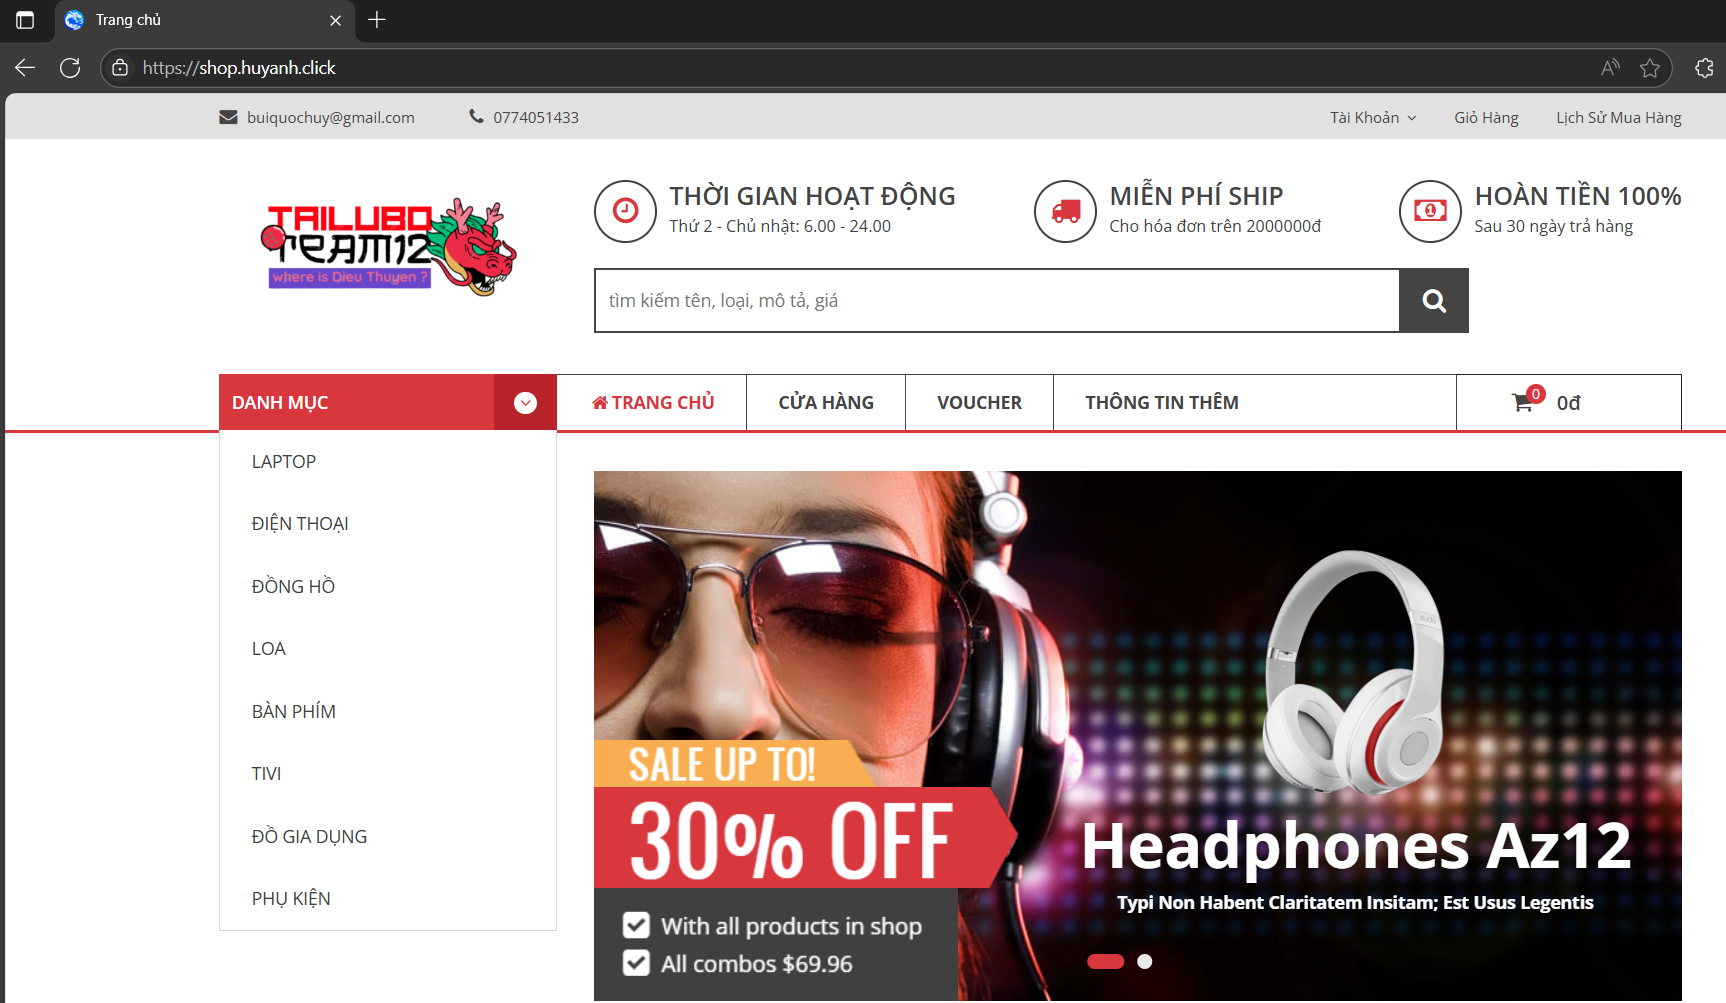 Trang chủ
https://shop.huyanh.click
buiquochuy@gmail.com
0774051433
Tài Khoản
Giỏ Hàng
Lịch Sử Mua Hàng
TAILUBO
TEAM12
where is Dieu Thuyen ?
THỜI GIAN HOẠT ĐỘNG
Thứ 2 - Chủ nhật: 6.00 - 24.00
MIỄN PHÍ SHIP
Cho hóa đơn trên 2000000đ
HOÀN TIỀN 100%
Sau 30 ngày trả hàng
tìm kiếm tên, loại, mô tả, giá
DANH MỤC
TRANG CHỦ
CỬA HÀNG
VOUCHER
THÔNG TIN THÊM
0
0đ
LAPTOP
ĐIỆN THOẠI
ĐỒNG HỒ
LOA
BÀN PHÍM
TIVI
ĐỒ GIA DỤNG
PHỤ KIỆN
SALE UP TO!
30% OFF
With all products in shop
All combos $69.96
Headphones Az12
Typi Non Habent Claritatem Insitam; Est Usus Legentis